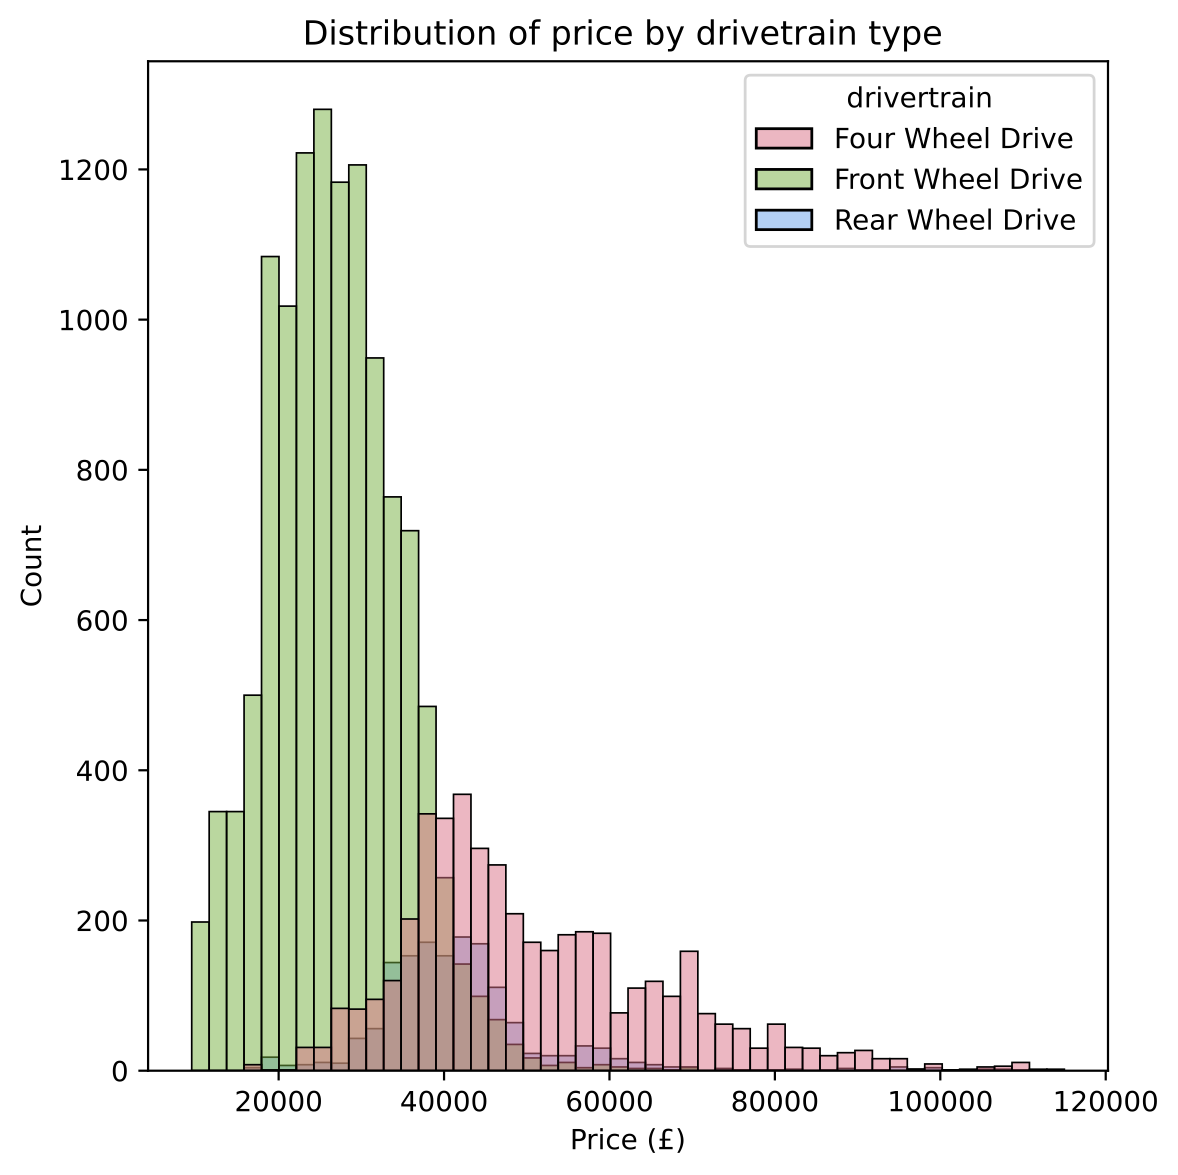 Distribution of price by drivetrain type
drivertrain
Four Wheel Drive
Front Wheel Drive
Rear Wheel Drive
1200
1000
800
600
400
200
0
Count
20000 40000 60000 80000 100000 120000
Price (£)